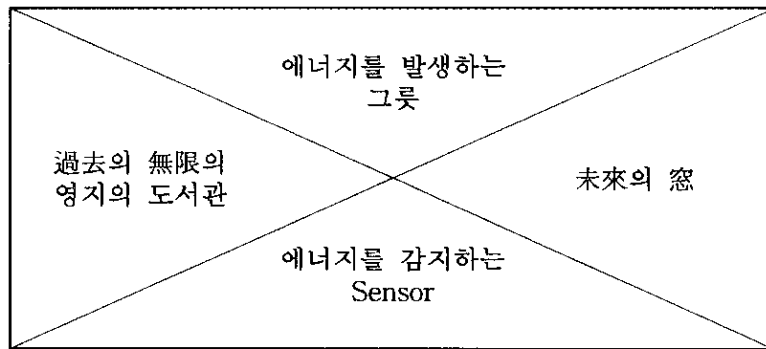 에너지를 발생하는
그릇
過去의 無限의
영지의 도서관
未來의 窓
에너지를 감지하는
Sensor